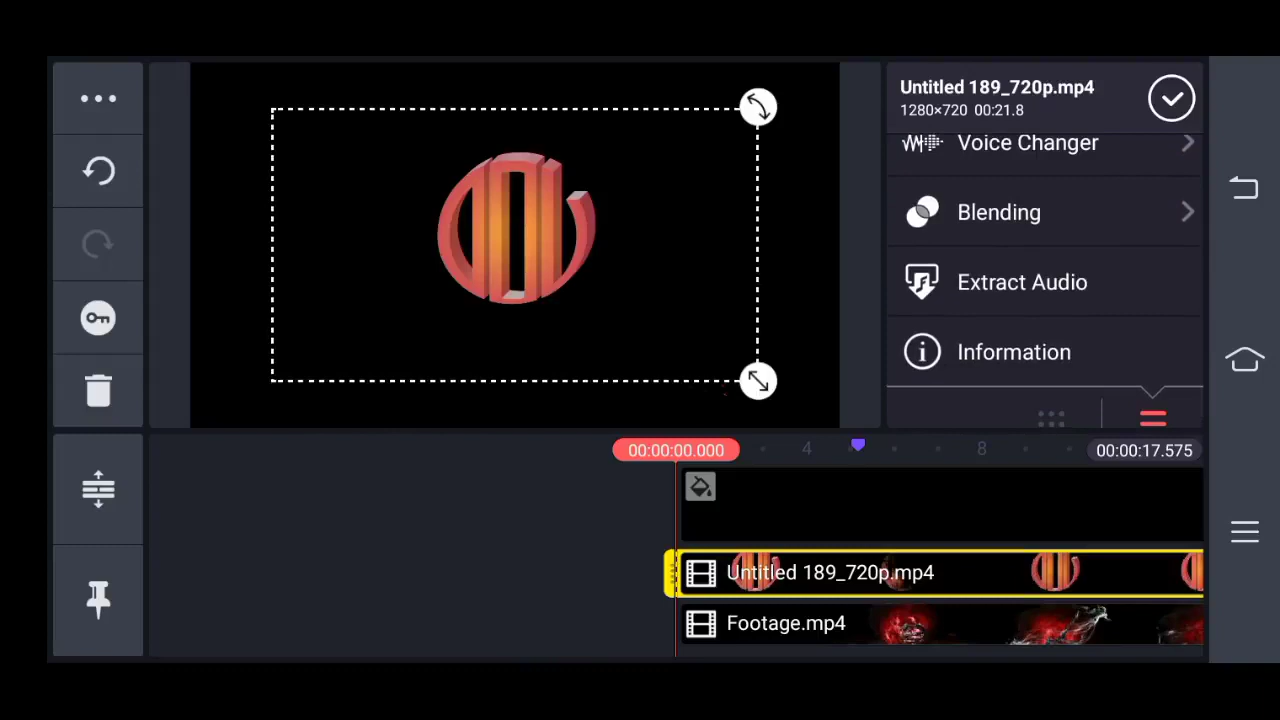 Untitled 189_720p.mp4
1280×720 00:21.8
Voice Changer
Blending
Extract Audio
Information
00:00:00.000
4
8
00:00:17.575
Untitled 189_720p.mp4
Footage.mp4